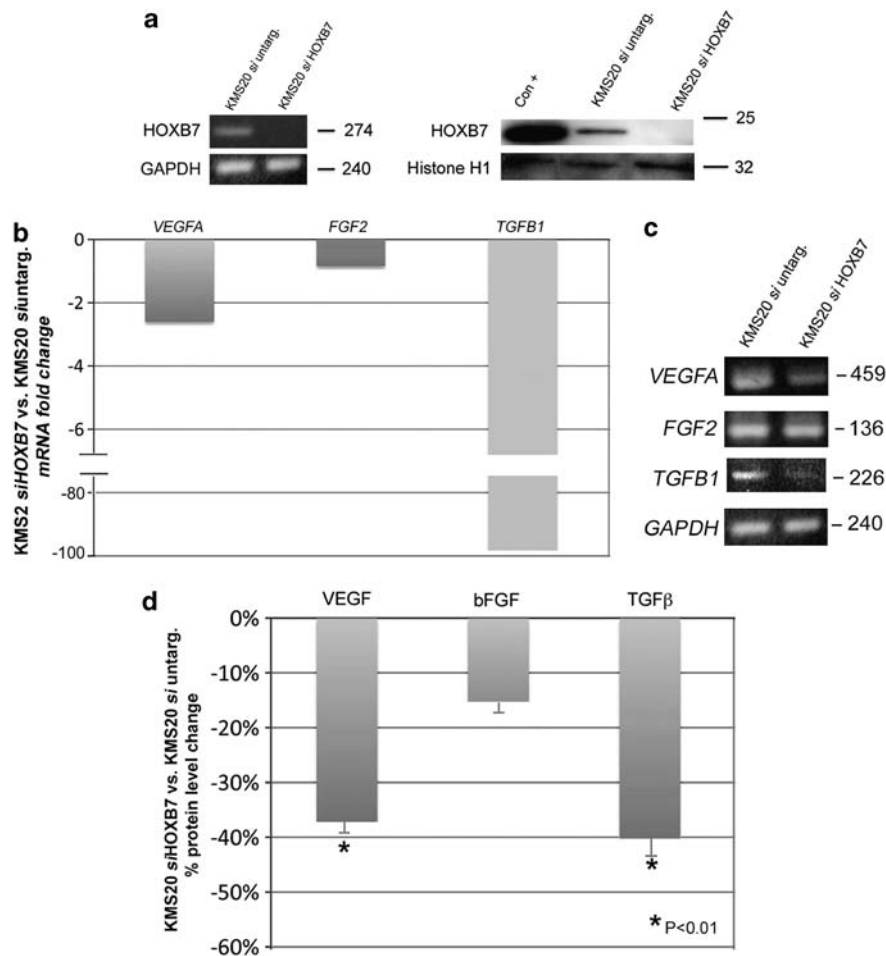 a
KMS20 si untarg.
KMS20 si HOXB7
HOXB7
274
GAPDH
240
Con +
KMS20 si untarg.
KMS20 si HOXB7
25
HOXB7
Histone H1
32
b
VEGFA
FGF2
TGFB1
0
-2
-4
-6
-80
-100
KMS2 siHOXB7 vs. KMS20 siuntarg.
mRNA fold change
c
KMS20 si untarg.
KMS20 si HOXB7
VEGFA
-459
FGF2
-136
TGFB1
-226
GAPDH
-240
d
VEGF
bFGF
TGFβ
0%
-10%
-20%
-30%
-40%
-50%
-60%
KMS20 siHOXB7 vs. KMS20 si untarg.
% protein level change
*
*
* P<0.01